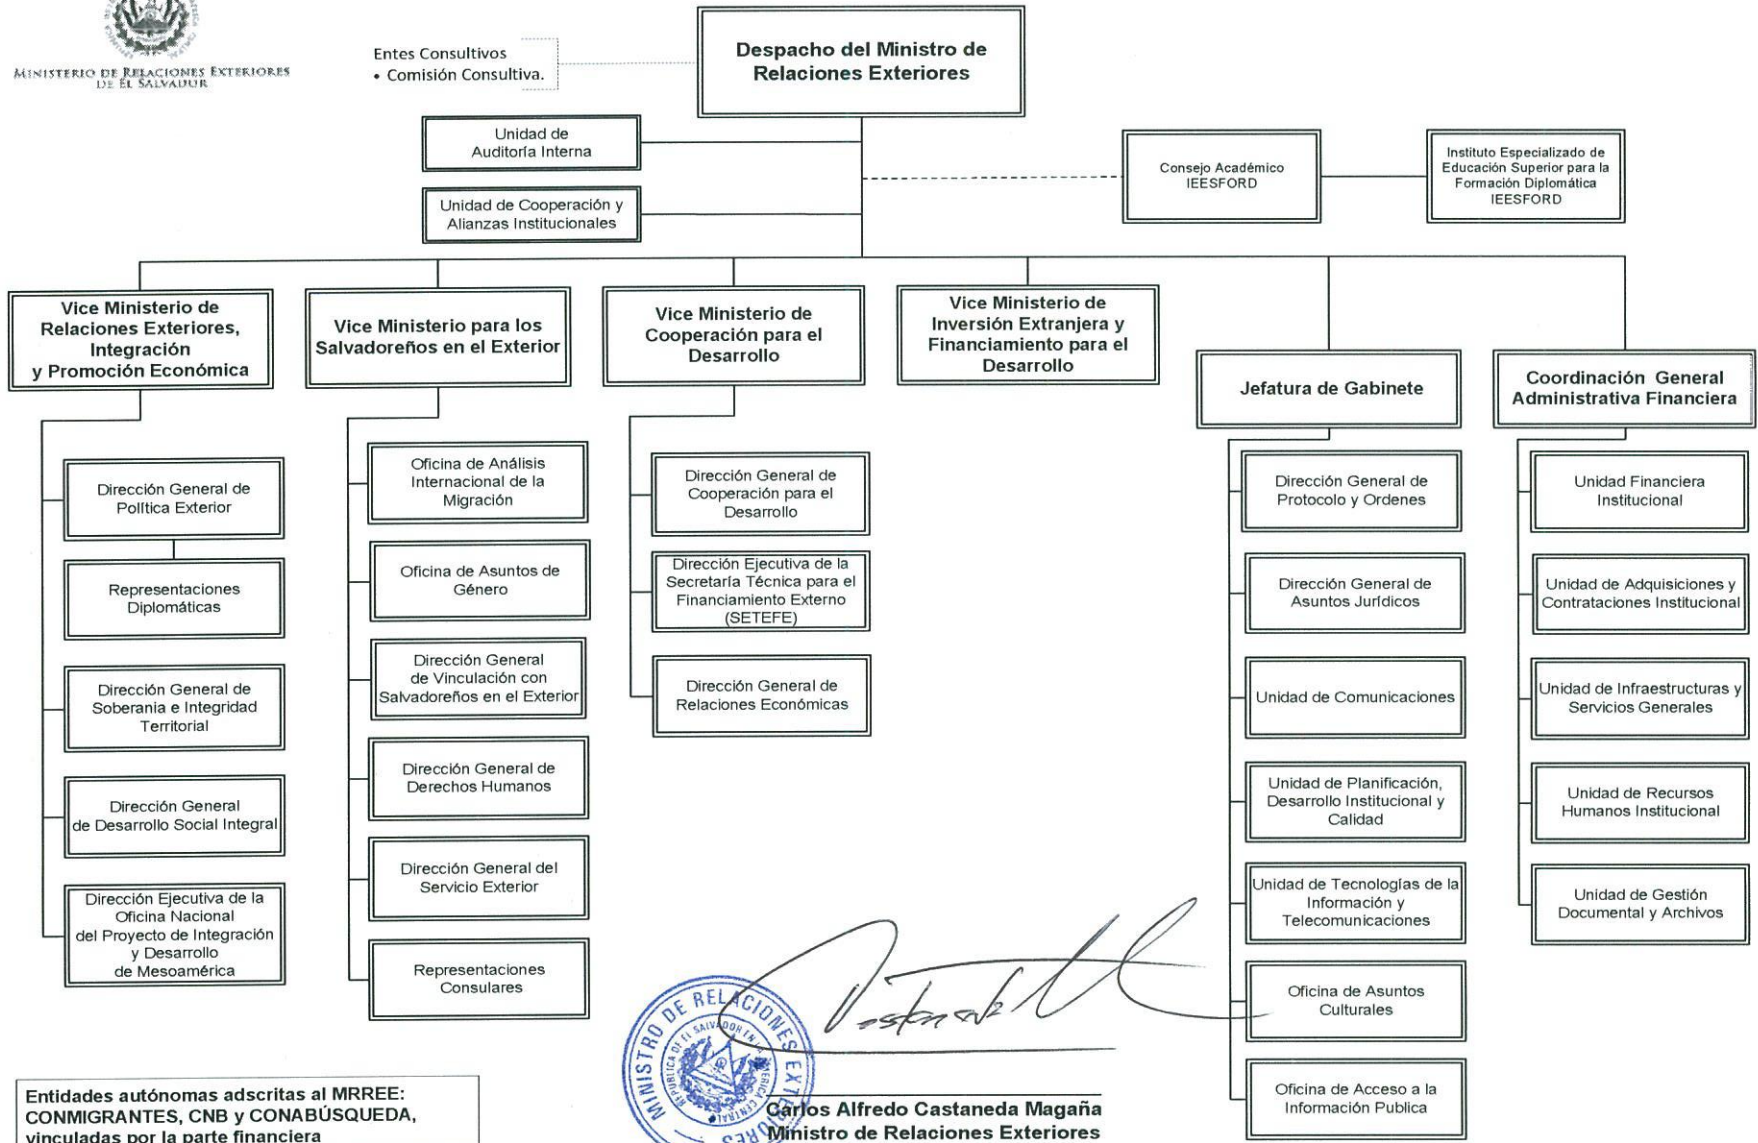 MINISTERIO DE RELACIONES EXTERIORES
DE EL SALVADOR
Entes Consultivos
• Comisión Consultiva.
Despacho del Ministro de
Relaciones Exteriores
Unidad de
Auditoría Interna
Unidad de Cooperación y
Alianzas Institucionales
Consejo Académico
IEESFORD
Instituto Especializado de
Educación Superior para la
Formación Diplomática
IEESFORD
Vice Ministerio de
Relaciones Exteriores,
Integración
y Promoción Económica
Dirección General de
Política Exterior
Representaciones
Diplomáticas
Dirección General de
Soberania e Integridad
Territorial
Dirección General
de Desarrollo Social Integral
Dirección Ejecutiva de la
Oficina Nacional
del Proyecto de Integración
y Desarrollo
de Mesoamérica
Vice Ministerio para los
Salvadoreños en el Exterior
Oficina de Análisis
Internacional de la
Migración
Oficina de Asuntos de
Género
Dirección General
de Vinculación con
Salvadoreños en el Exterior
Dirección General de
Derechos Humanos
Dirección General del
Servicio Exterior
Representaciones
Consulares
Vice Ministerio de
Cooperación para el
Desarrollo
Dirección General de
Cooperación para el
Desarrollo
Dirección Ejecutiva de la
Secretaría Técnica para el
Financiamiento Externo
(SETEFE)
Dirección General de
Relaciones Económicas
Vice Ministerio de
Inversión Extranjera y
Financiamiento para el
Desarrollo
Jefatura de Gabinete
Dirección General de
Protocolo y Ordenes
Dirección General de
Asuntos Jurídicos
Unidad de Comunicaciones
Unidad de Planificación,
Desarrollo Institucional y
Calidad
Unidad de Tecnologías de la
Información y
Telecomunicaciones
Oficina de Asuntos
Culturales
Oficina de Acceso a la
Información Publica
Coordinación General
Administrativa Financiera
Unidad Financiera
Institucional
Unidad de Adquisiciones y
Contrataciones Institucional
Unidad de Infraestructuras y
Servicios Generales
Unidad de Recursos
Humanos Institucional
Unidad de Gestión
Documental y Archivos
Entidades autónomas adscritas al MRREE:
CONMIGRANTES, CNB y CONABÚSQUEDA,
vinculadas por la parte financiera
MINISTRO DE RELACIONES EXTERIORES
REPUBLICA DE EL SALVADOR EN LA AMERICA CENTRAL
Carlos Alfredo Castaneda Magaña
Ministro de Relaciones Exteriores